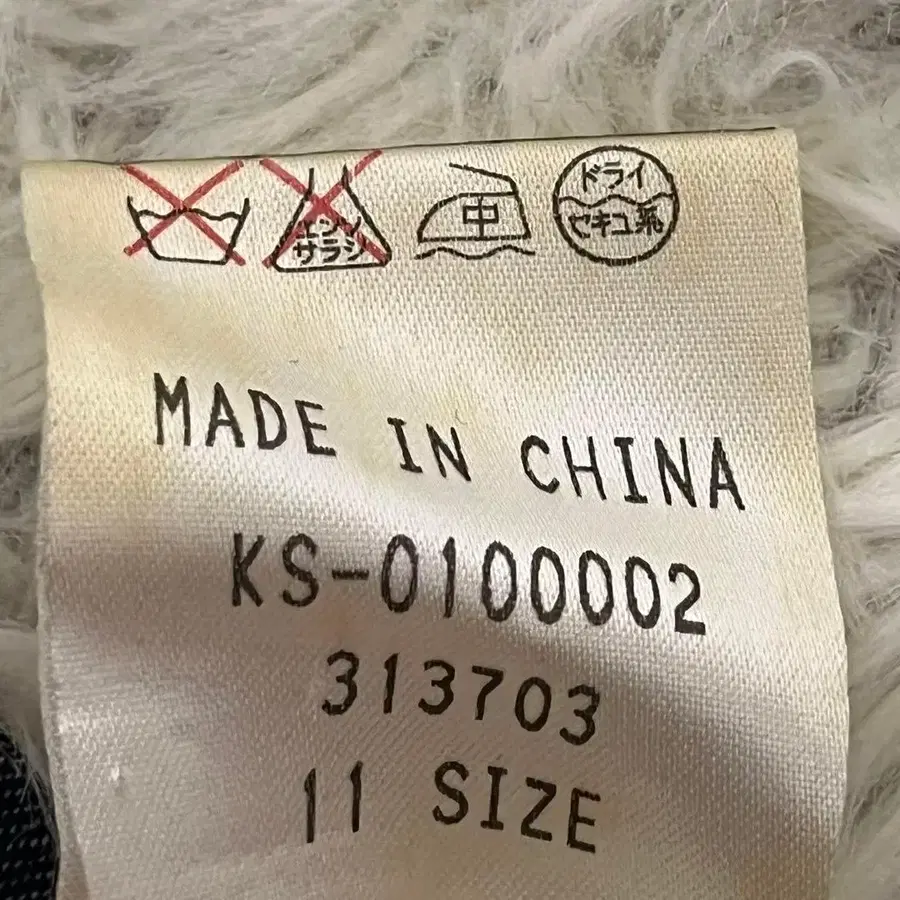 エンソ
サラシ
中
ドライ
セキユ系
MADE IN CHINA
KS-0100002
313703
11 SIZE